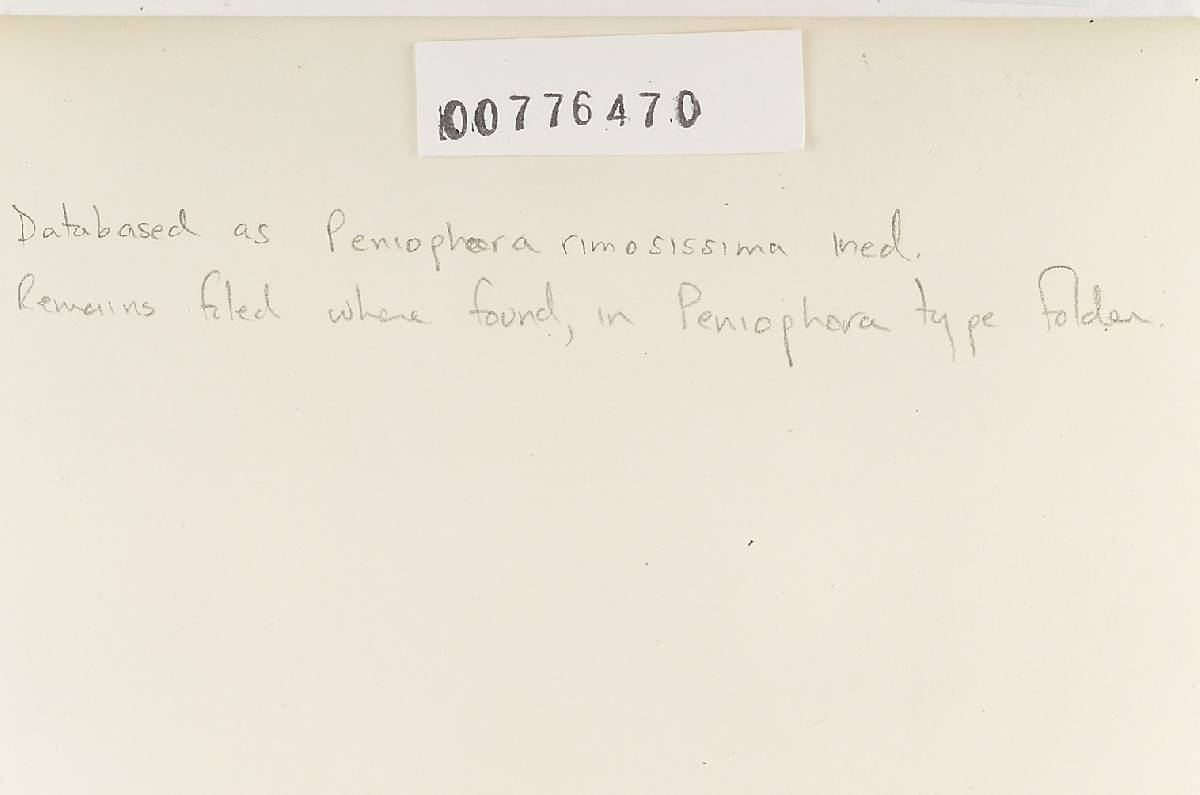 00776470
Databased as Peniophora rimosissima ined.
Remains filed where found, in Peniophora type folder.